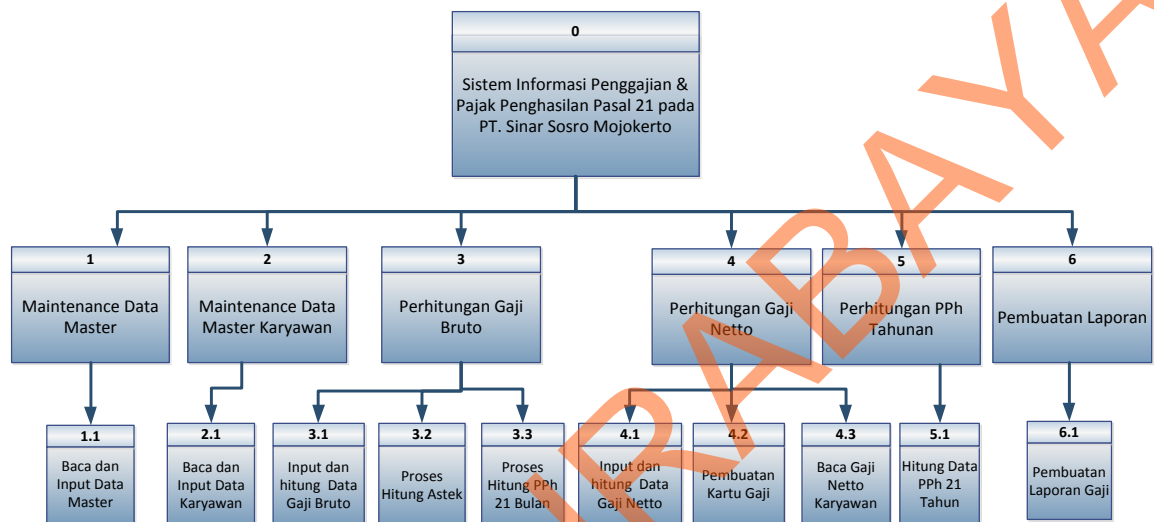 0
Sistem Informasi Penggajian &
Pajak Penghasilan Pasal 21 pada
PT. Sinar Sosro Mojokerto
1
Maintenance Data
Master
2
Maintenance Data
Master Karyawan
3
Perhitungan Gaji
Bruto
4
Perhitungan Gaji
Netto
5
Perhitungan PPh
Tahunan
6
Pembuatan Laporan
1.1
Baca dan
Input Data
Master
2.1
Baca dan
Input Data
Karyawan
3.1
Input dan
hitung Data
Gaji Bruto
3.2
Proses
Hitung Astek
3.3
Proses
Hitung PPh
21 Bulan
4.1
Input dan
hitung Data
Gaji Netto
4.2
Pembuatan
Kartu Gaji
4.3
Baca Gaji
Netto
Karyawan
5.1
Hitung Data
PPh 21
Tahun
6.1
Pembuatan
Laporan Gaji
URABAYA